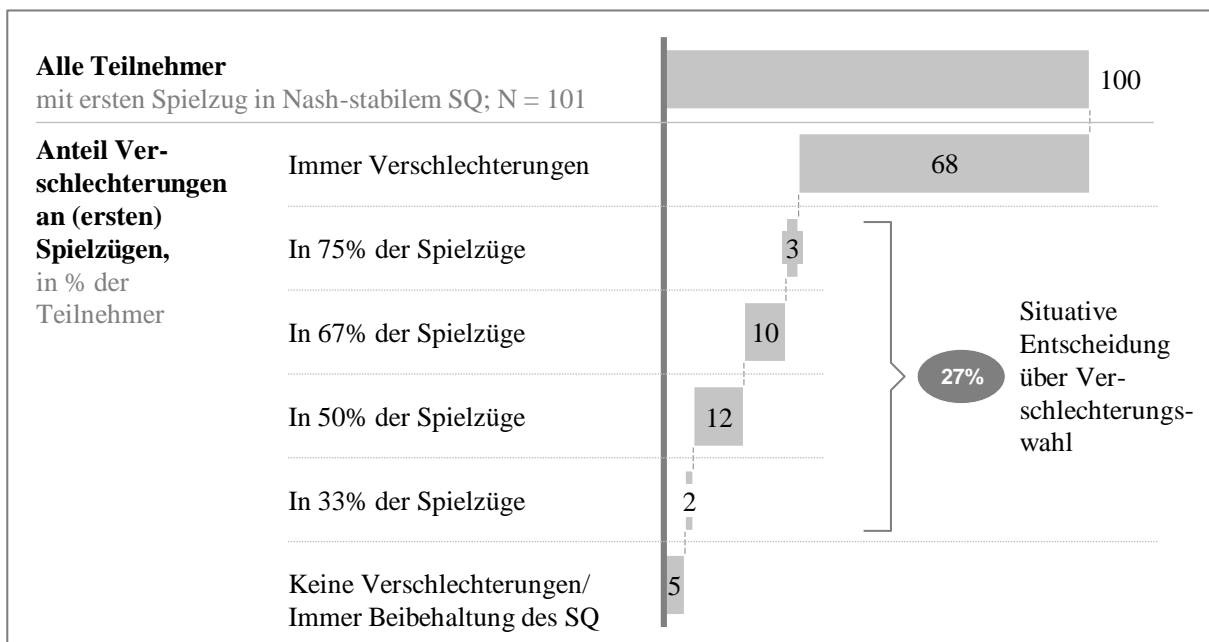 Alle Teilnehmer
mit ersten Spielzug in Nash-stabilem SQ; N = 101
100
Anteil Ver-
schlechterungen
an (ersten)
Spielzügen,
in % der
Teilnehmer
Immer Verschlechterungen
68
In 75% der Spielzüge
3
In 67% der Spielzüge
10
In 50% der Spielzüge
12
In 33% der Spielzüge
2
Keine Verschlechterungen/
Immer Beibehaltung des SQ
5
27%
Situative
Entscheidung
über Ver-
schlechterungs-
wahl